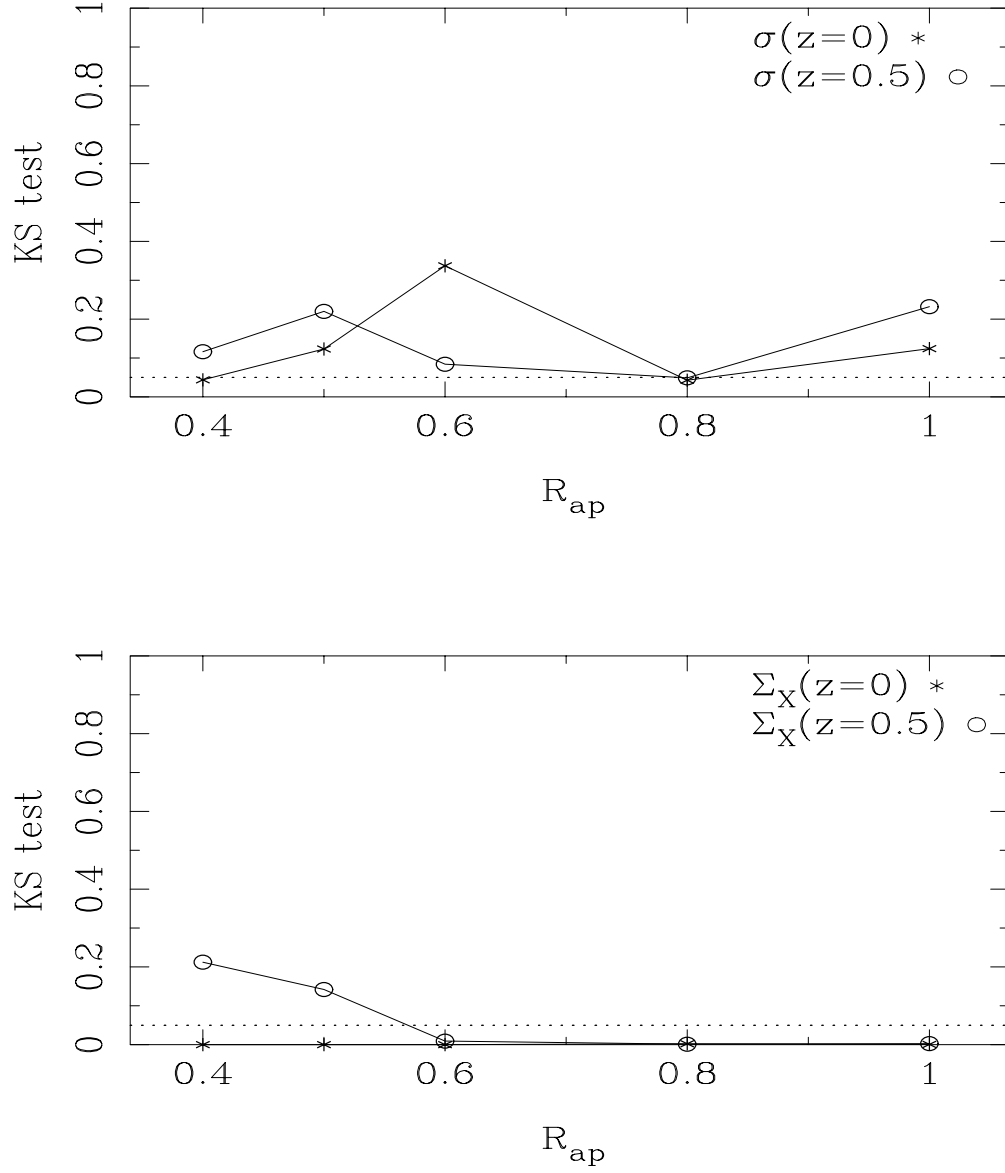 σ(z=0) *
σ(z=0.5) ○
KS test
0 0.2 0.4 0.6 0.8 1
0.4 0.6 0.8 1
R_ap
Σ_X(z=0) *
Σ_X(z=0.5) ○
KS test
0 0.2 0.4 0.6 0.8 1
0.4 0.6 0.8 1
R_ap